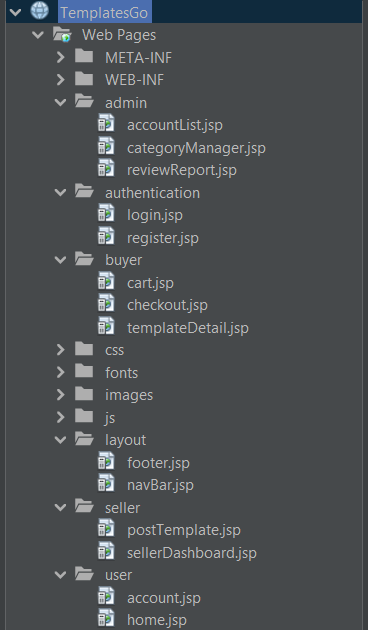 TemplatesGo
Web Pages
META-INF
WEB-INF
admin
accountList.jsp
categoryManager.jsp
reviewReport.jsp
authentication
login.jsp
register.jsp
buyer
cart.jsp
checkout.jsp
templateDetail.jsp
css
fonts
images
js
layout
footer.jsp
navBar.jsp
seller
postTemplate.jsp
sellerDashboard.jsp
user
account.jsp
home.jsp